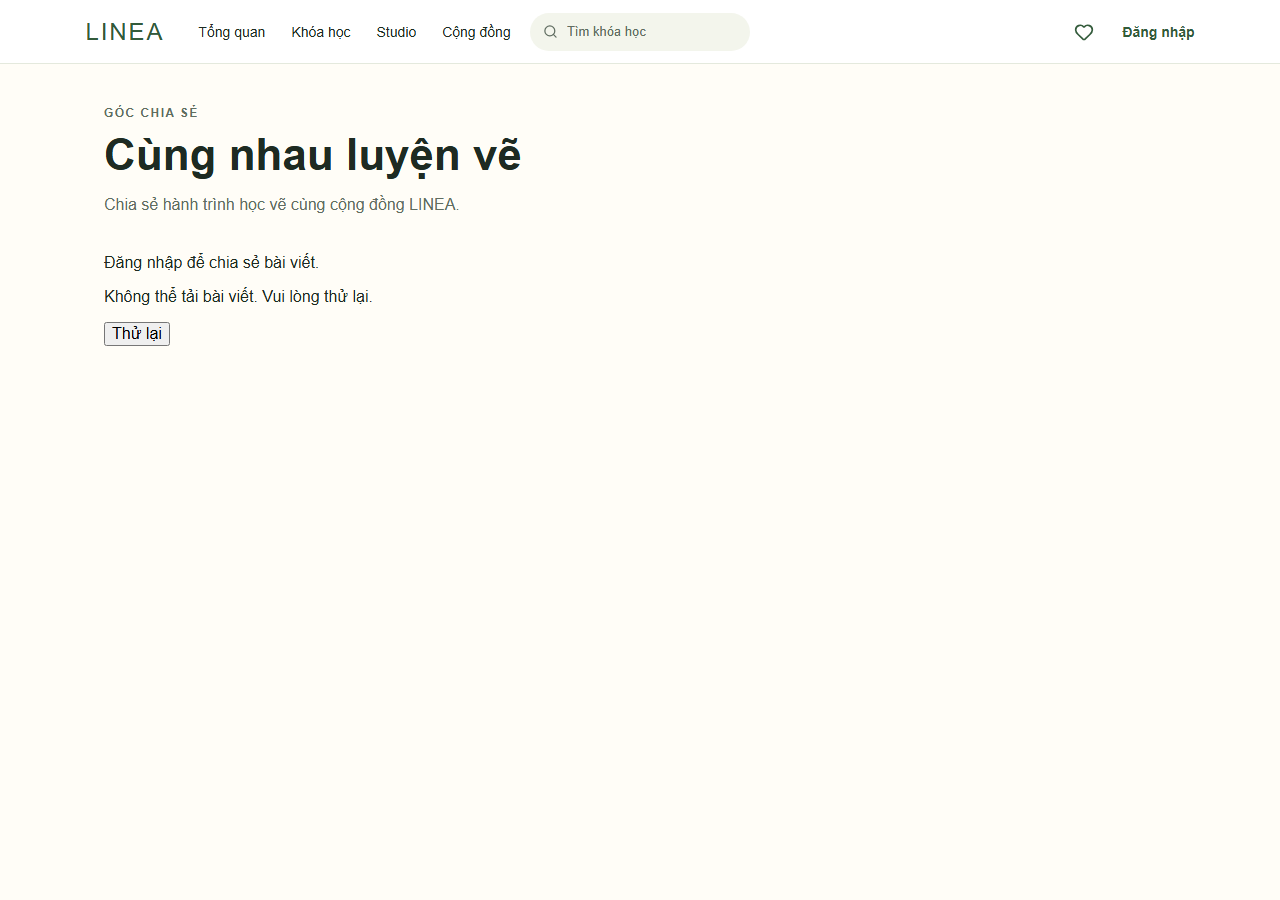 LINEA
Tổng quan
Khóa học
Studio
Cộng đồng
Tìm khóa học
Đăng nhập
GÓC CHIA SẺ
Cùng nhau luyện vẽ
Chia sẻ hành trình học vẽ cùng cộng đồng LINEA.
Đăng nhập để chia sẻ bài viết.
Không thể tải bài viết. Vui lòng thử lại.
Thử lại